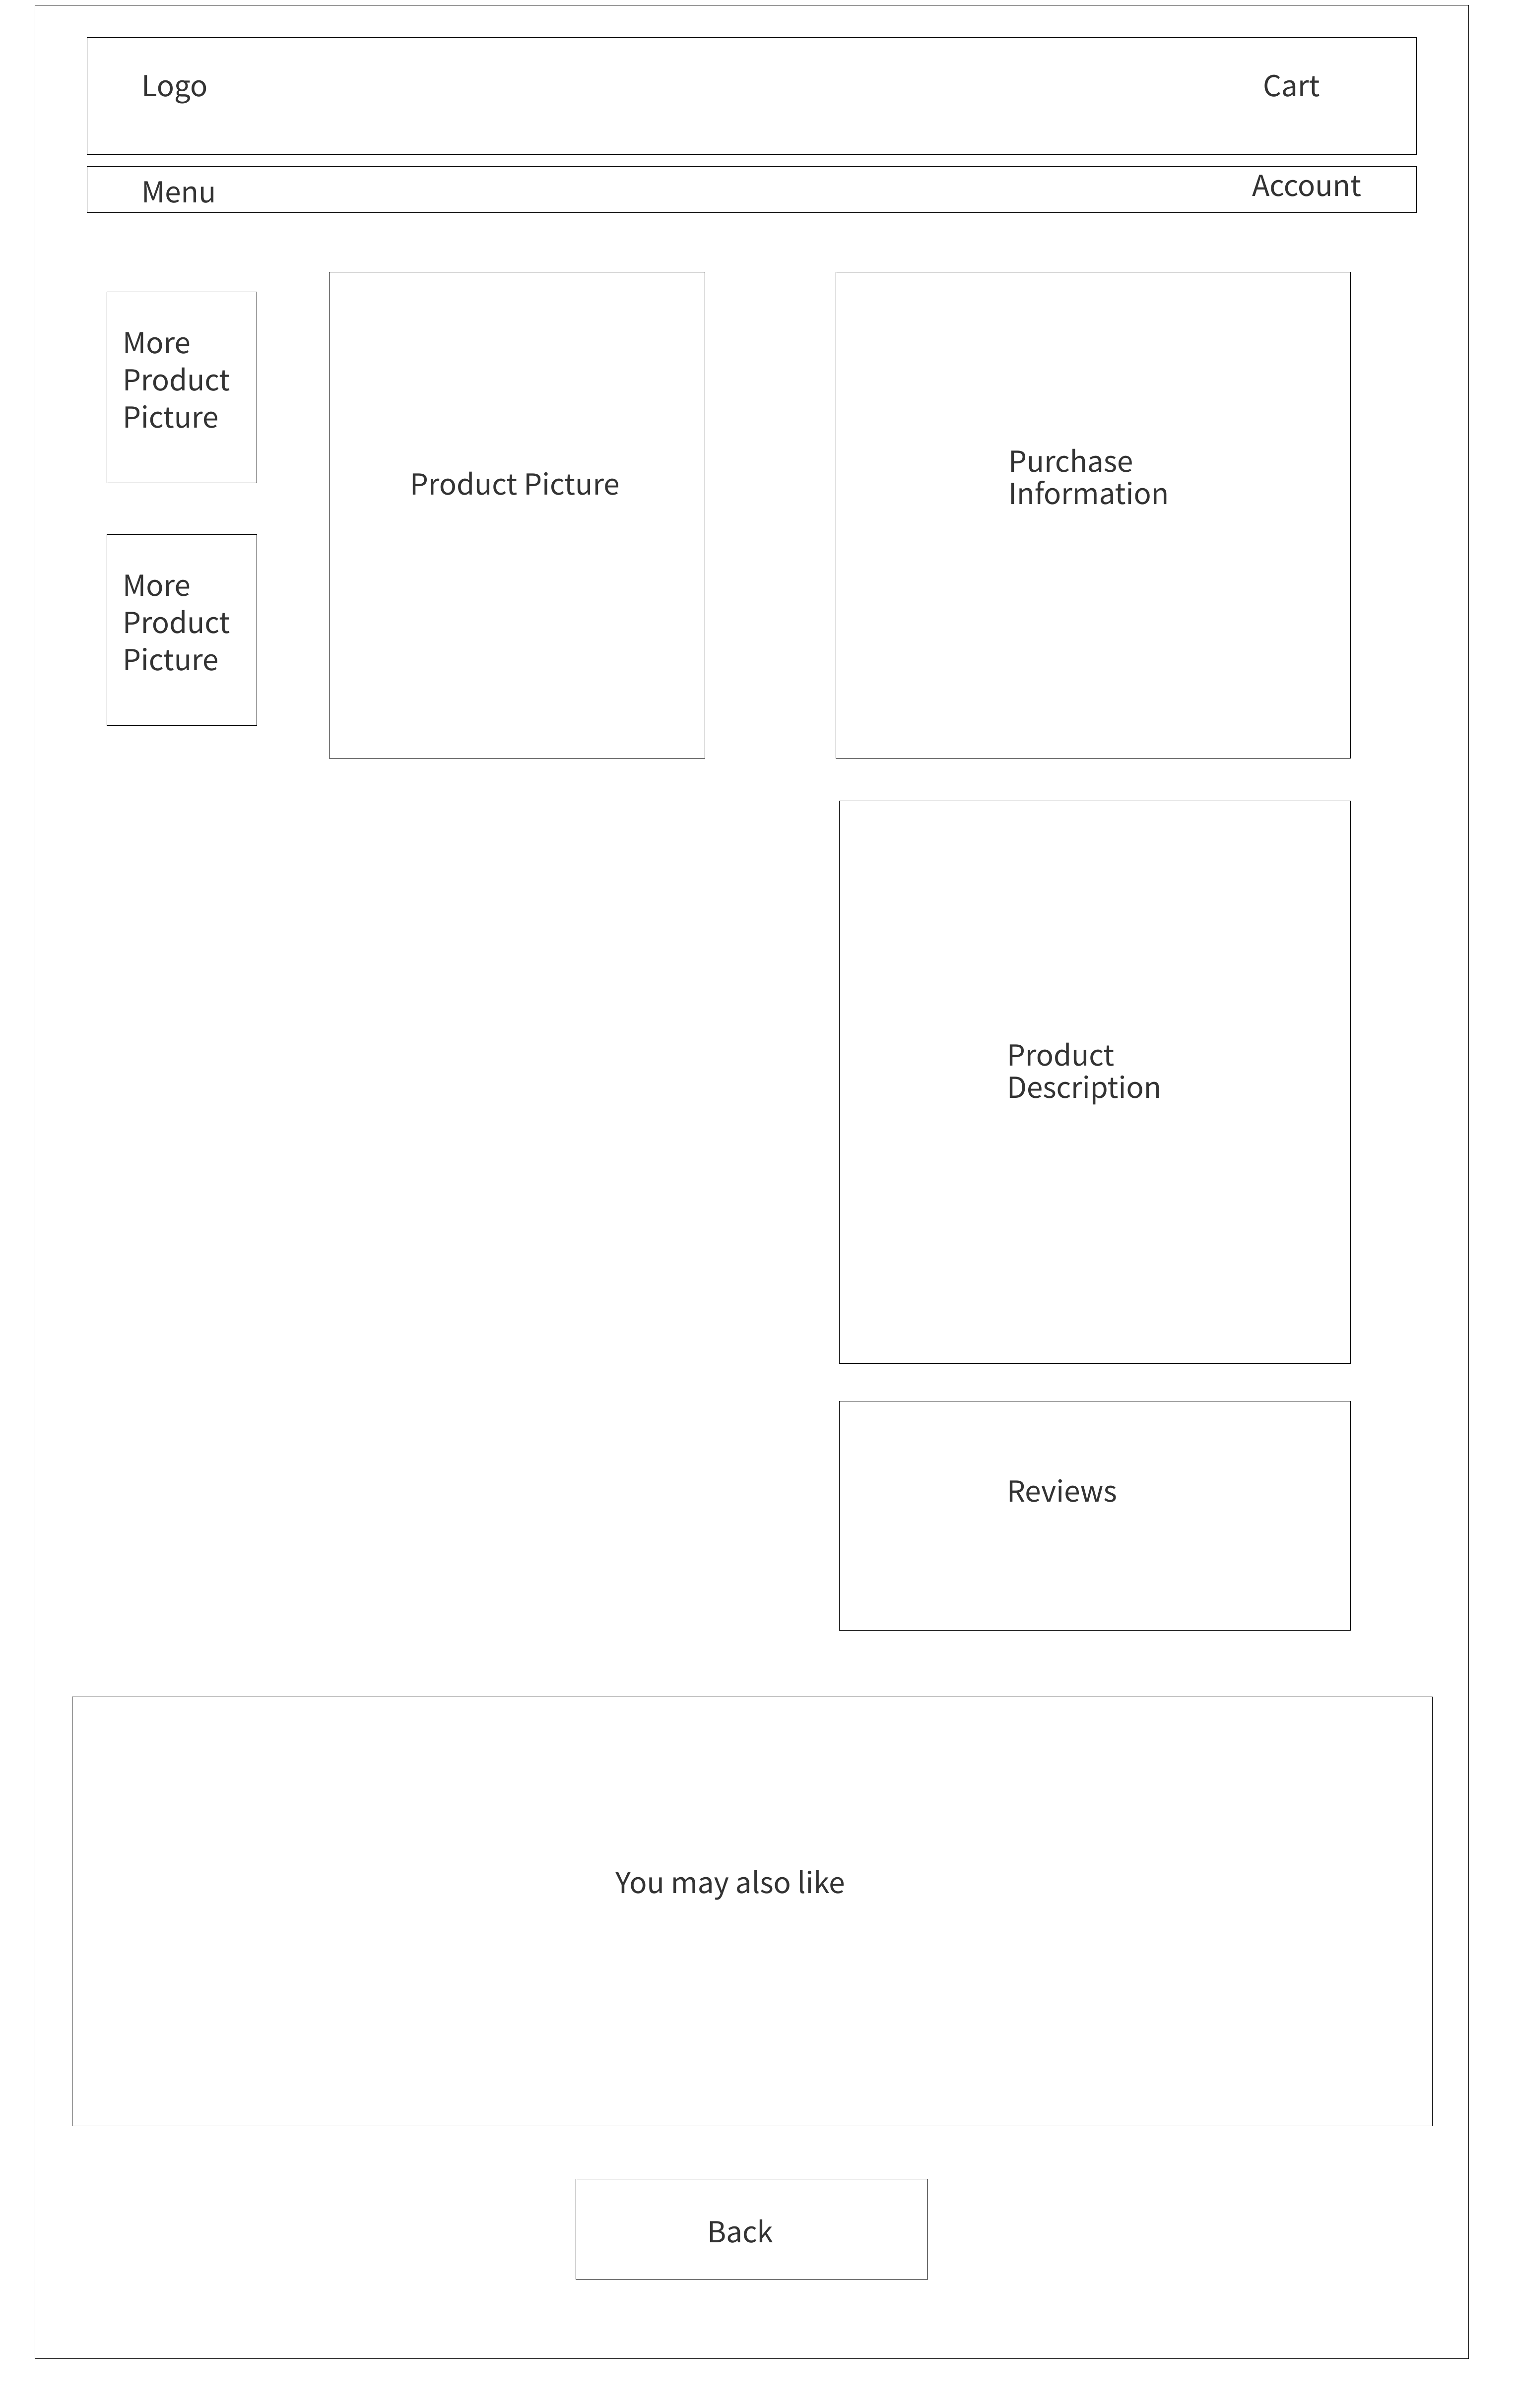 Logo
Cart
Menu
Account
More
Product
Picture
Product Picture
Purchase
Information
More
Product
Picture
Product
Description
Reviews
You may also like
Back